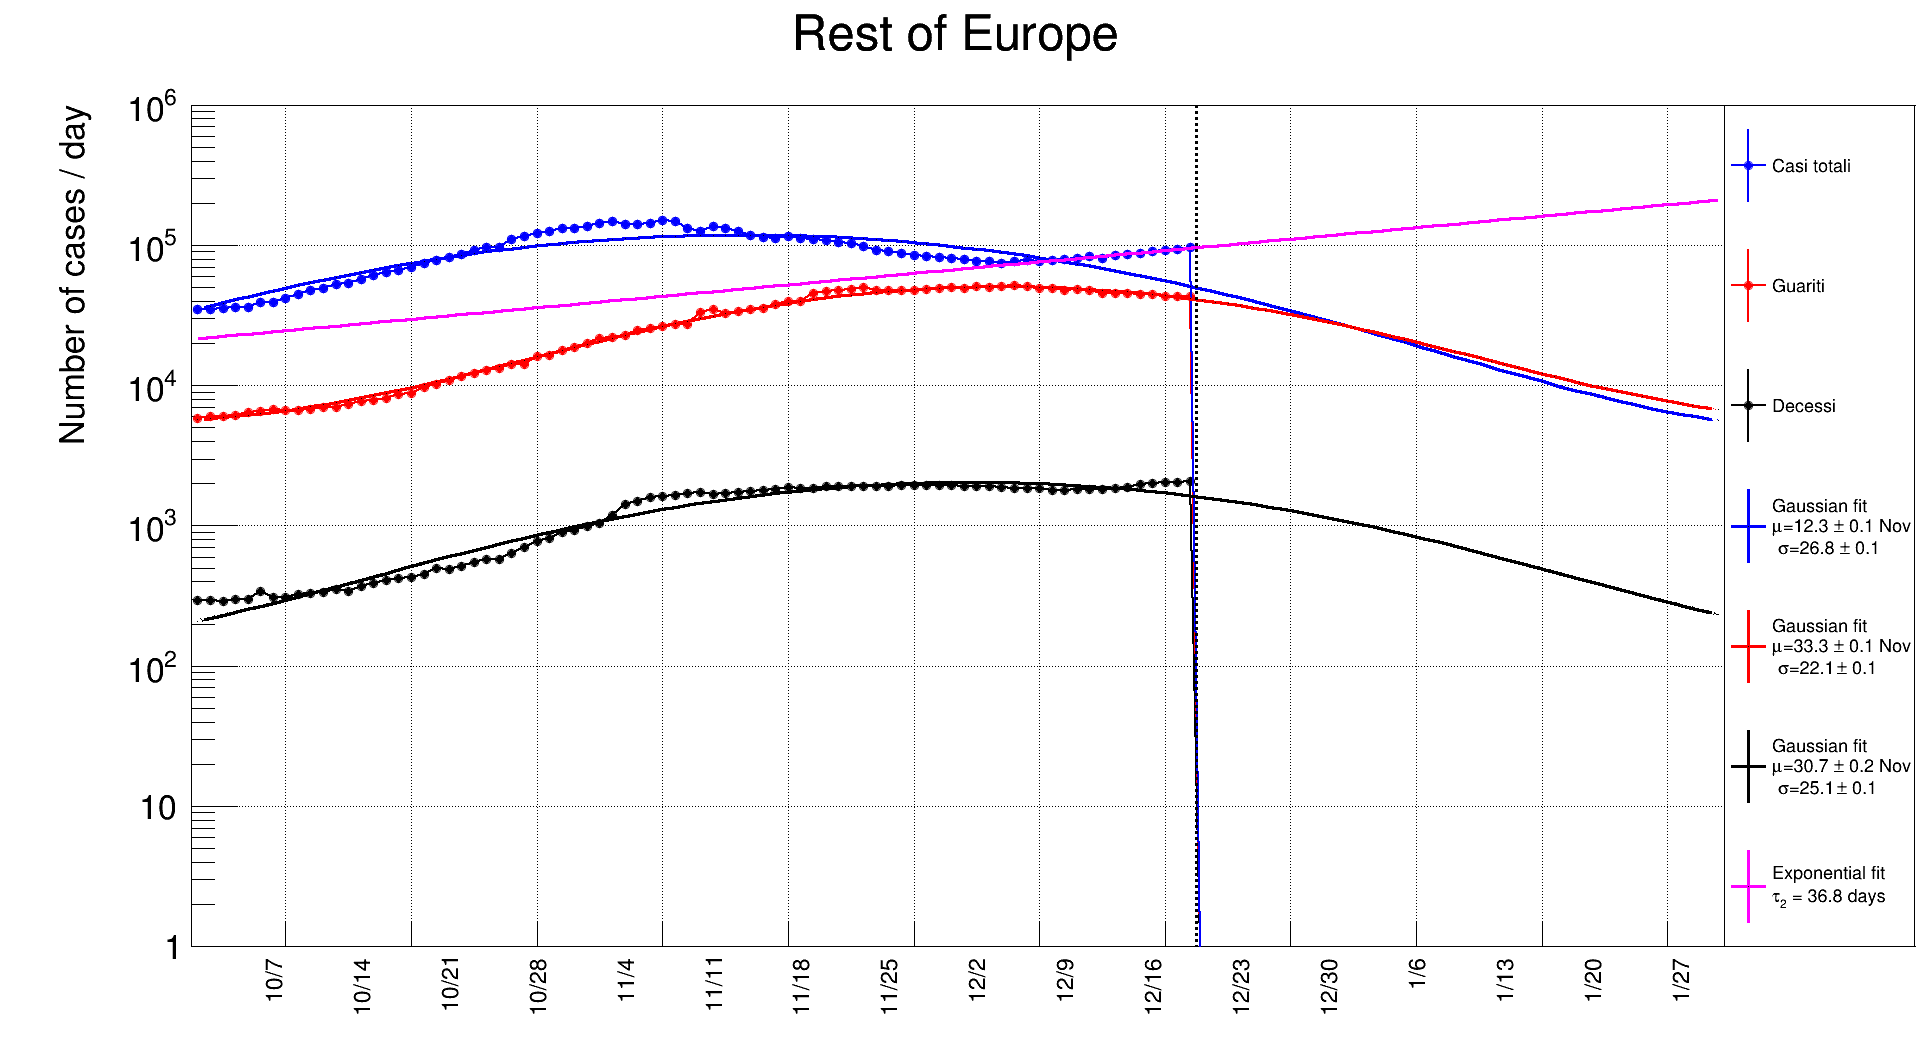 Rest of Europe
Number of cases / day
10^6
10^5
10^4
10^3
10^2
10
1
10/7
10/14
10/21
10/28
11/4
11/11
11/18
11/25
12/2
12/9
12/16
12/23
12/30
1/6
1/13
1/20
1/27
Casi totali
Guariti
Decessi
Gaussian fit
μ=12.3 ± 0.1 Nov
σ=26.8 ± 0.1
Gaussian fit
μ=33.3 ± 0.1 Nov
σ=22.1 ± 0.1
Gaussian fit
μ=30.7 ± 0.2 Nov
σ=25.1 ± 0.1
Exponential fit
τ₂ = 36.8 days